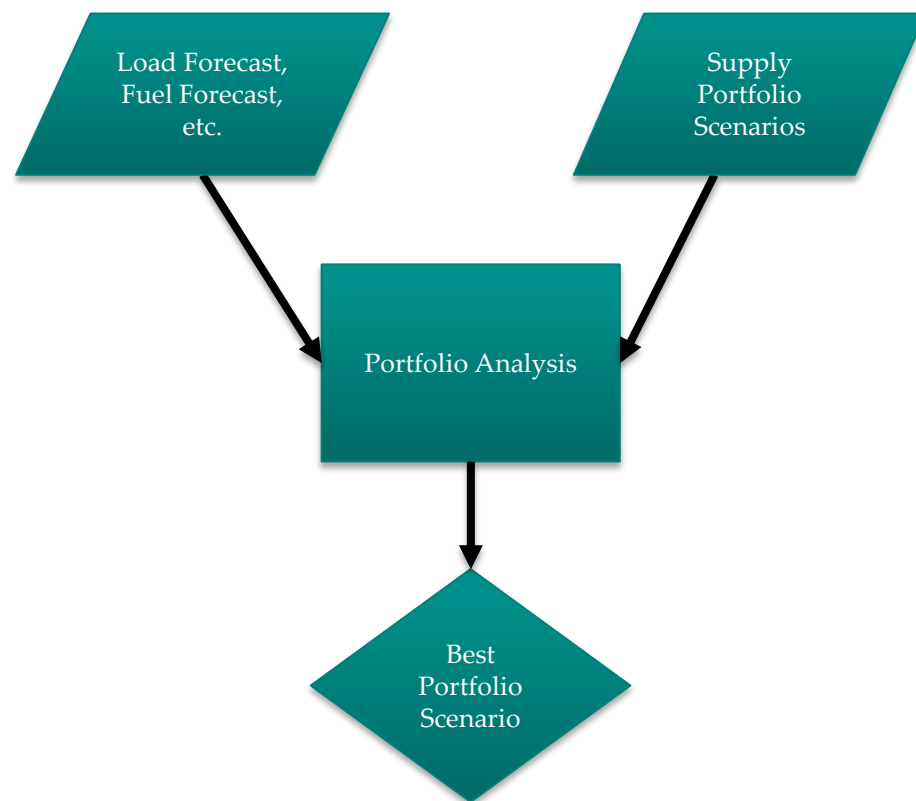 Load Forecast,
Fuel Forecast,
etc.
Supply
Portfolio
Scenarios
Portfolio Analysis
Best
Portfolio
Scenario